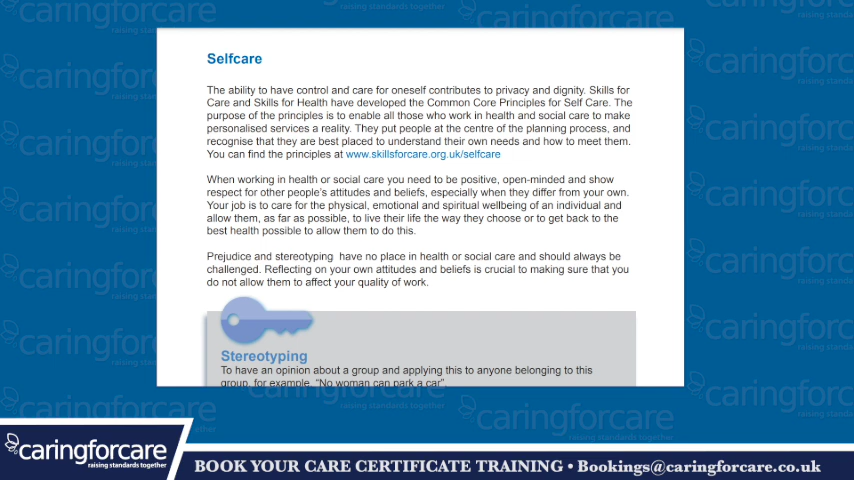 Selfcare
The ability to have control and care for oneself contributes to privacy and dignity. Skills for
Care and Skills for Health have developed the Common Core Principles for Self Care. The
purpose of the principles is to enable all those who work in health and social care to make
personalised services a reality. They put people at the centre of the planning process, and
recognise that they are best placed to understand their own needs and how to meet them.
You can find the principles at www.skillsforcare.org.uk/selfcare
When working in health or social care you need to be positive, open-minded and show
respect for other people's attitudes and beliefs, especially when they differ from your own.
Your job is to care for the physical, emotional and spiritual wellbeing of an individual and
allow them, as far as possible, to live their life the way they choose or to get back to the
best health possible to allow them to do this.
Prejudice and stereotyping have no place in health or social care and should always be
challenged. Reflecting on your own attitudes and beliefs is crucial to making sure that you
do not allow them to affect your quality of work.
Stereotyping
To have an opinion about a group and applying this to anyone belonging to this
group, for example, "No woman can park a car"
caringforcare
raising standards together
BOOK YOUR CARE CERTIFICATE TRAINING • Bookings@caringforcare.co.uk